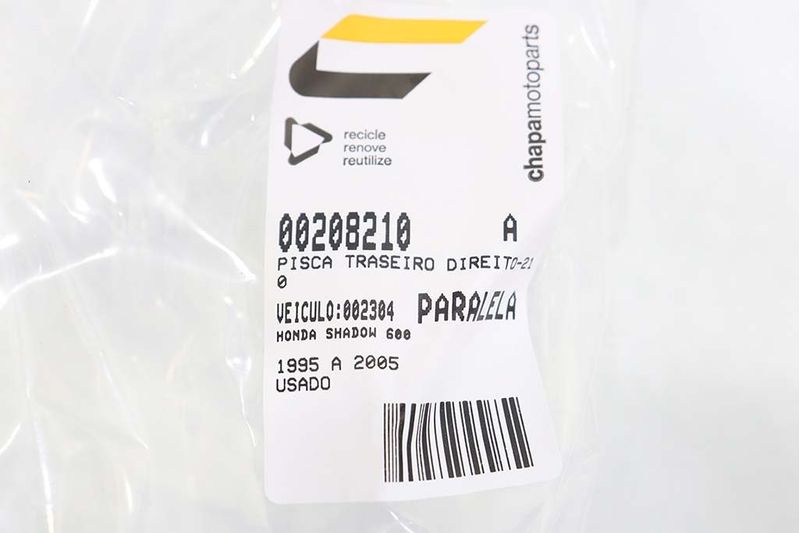 chapamotoparts
recicle
renove
reutilize
00208210 A
PISCA TRASEIRO DIREITO-21
0
VEICULO:002304 PARALELA
HONDA SHADOW 600
1995 A 2005
USADO